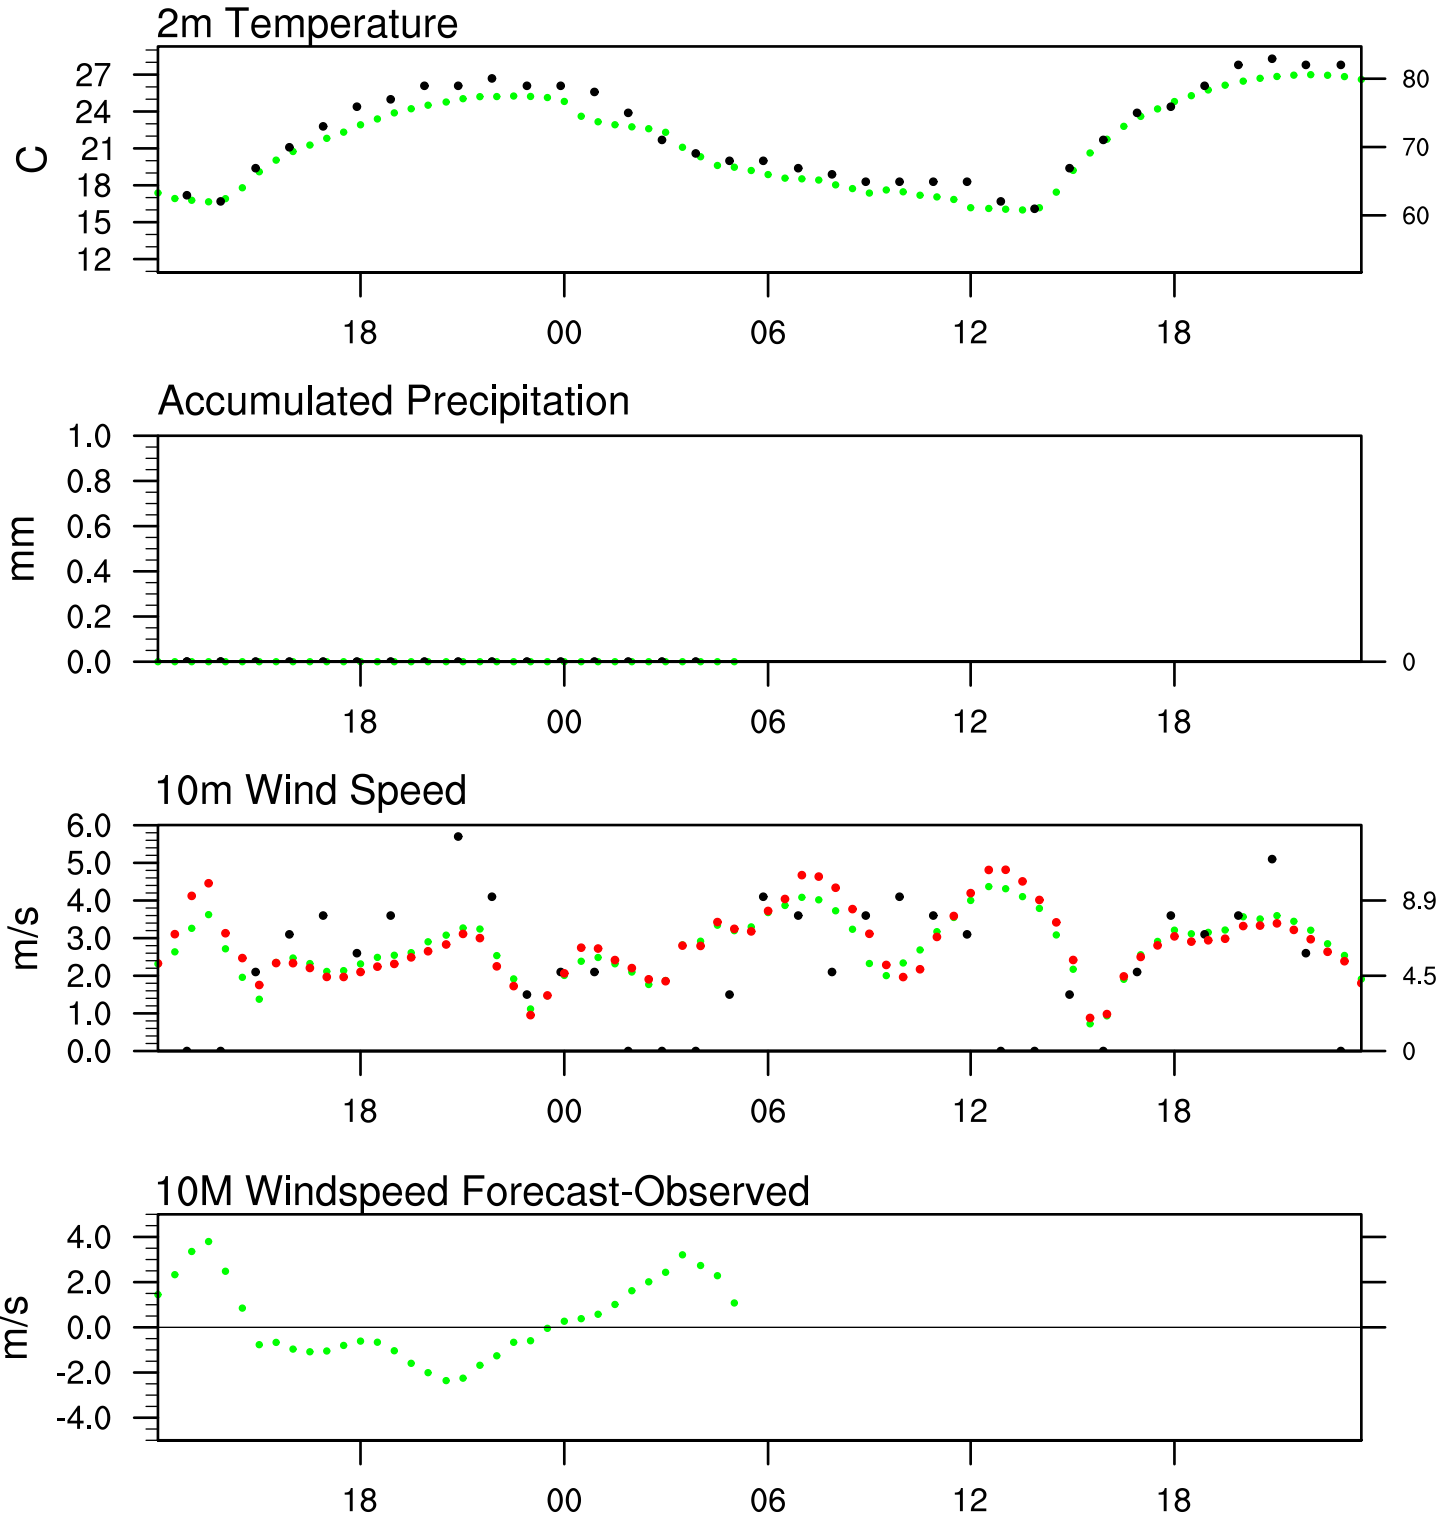 2m Temperature
27
24
21
18
15
12
C
80
70
60
18 00 06 12 18
Accumulated Precipitation
1.0
0.8
0.6
0.4
0.2
0.0
mm
0
18 00 06 12 18
10m Wind Speed
6.0
5.0
4.0
3.0
2.0
1.0
0.0
m/s
8.9
4.5
0
18 00 06 12 18
10M Windspeed Forecast-Observed
4.0
2.0
0.0
-2.0
-4.0
m/s
18 00 06 12 18